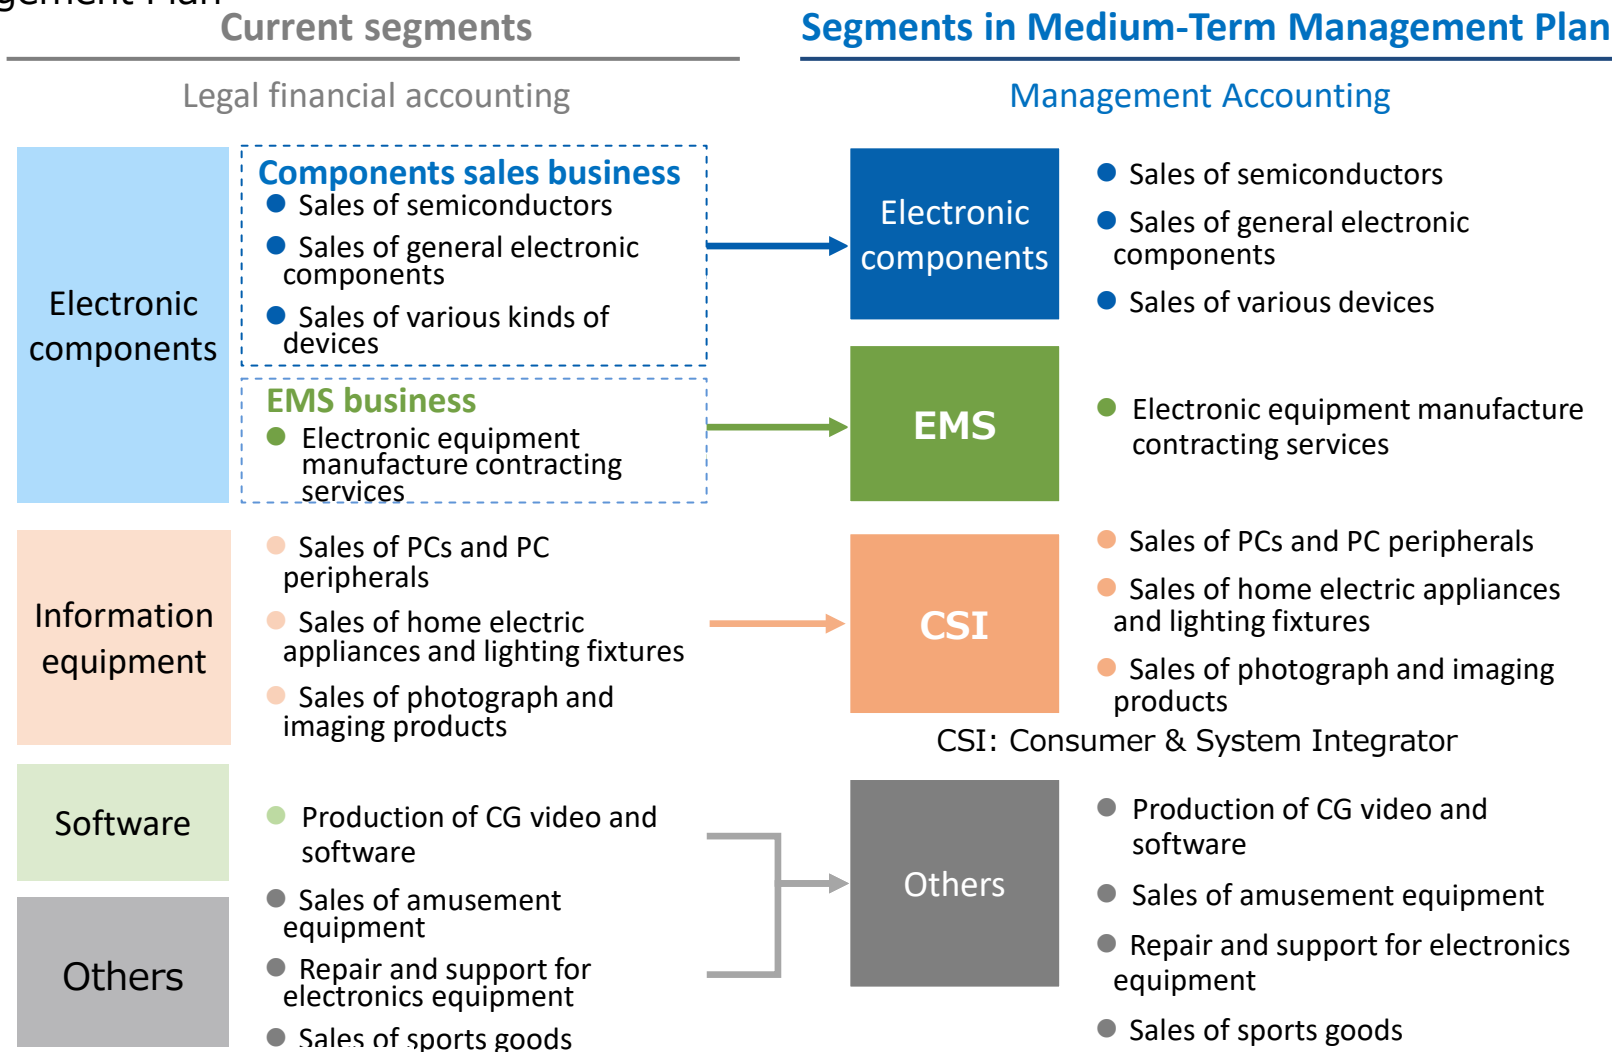 Current segments
Segments in Medium-Term Management Plan
Legal financial accounting
Management Accounting
Electronic
components
Components sales business
● Sales of semiconductors
● Sales of general electronic
components
● Sales of various kinds of
devices
EMS business
● Electronic equipment
manufacture contracting
services
Electronic
components
● Sales of semiconductors
● Sales of general electronic
components
● Sales of various devices
EMS
● Electronic equipment manufacture
contracting services
Information
equipment
● Sales of PCs and PC
peripherals
● Sales of home electric
appliances and lighting fixtures
● Sales of photograph and
imaging products
CSI
● Sales of PCs and PC peripherals
● Sales of home electric appliances
and lighting fixtures
● Sales of photograph and imaging
products
CSI: Consumer & System Integrator
Software
● Production of CG video and
software
Others
● Sales of amusement
equipment
● Repair and support for
electronics equipment
● Sales of sports goods
Others
● Production of CG video and
software
● Sales of amusement equipment
● Repair and support for electronics
equipment
● Sales of sports goods